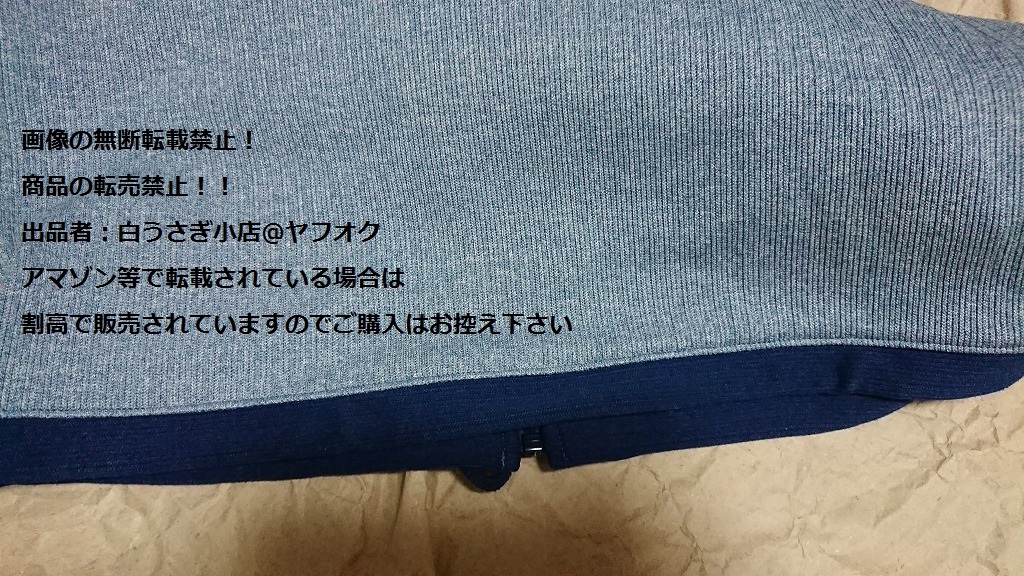 画像の無断転載禁止！
商品の転売禁止！！
出品者：白うさぎ小店@ヤフオク
アマゾン等で転載されている場合は
割高で販売されていますのでご購入はお控え下さい